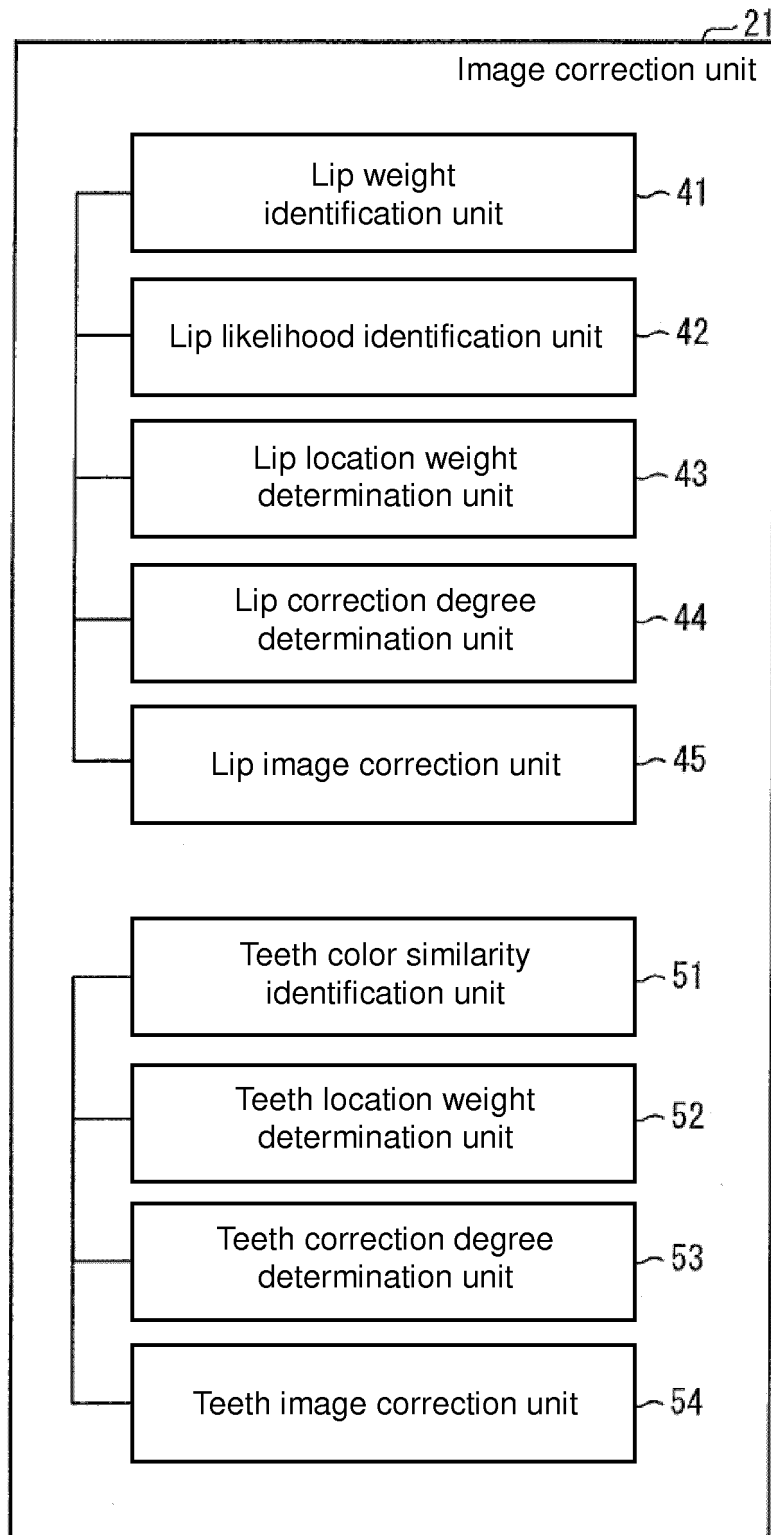 21
Image correction unit
Lip weight
identification unit
41
Lip likelihood identification unit
42
Lip location weight
determination unit
43
Lip correction degree
determination unit
44
Lip image correction unit
45
Teeth color similarity
identification unit
51
Teeth location weight
determination unit
52
Teeth correction degree
determination unit
53
Teeth image correction unit
54